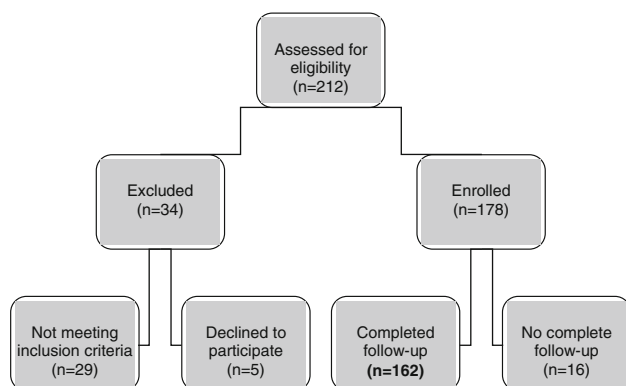 Assessed for
eligibility
(n=212)
Excluded
(n=34)
Enrolled
(n=178)
Not meeting
inclusion criteria
(n=29)
Declined to
participate
(n=5)
Completed
follow-up
(n=162)
No complete
follow-up
(n=16)